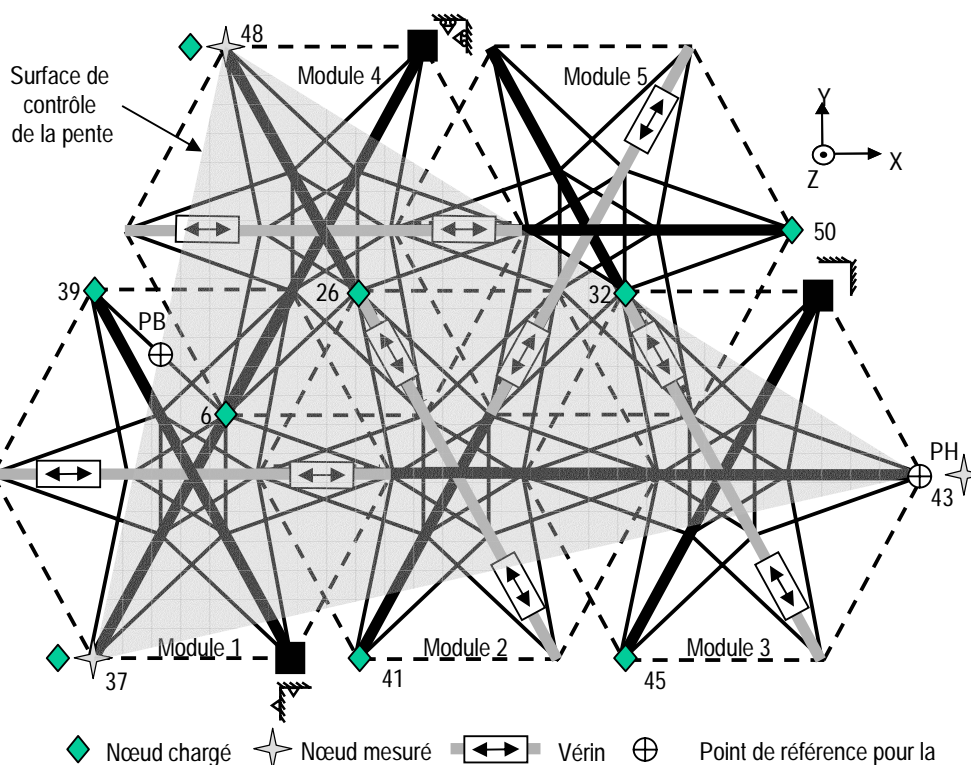 48
Module 4
Module 5
Surface de
contrôle
de la pente
Y
X
Z
50
39
26
32
PB
6
PH
43
Module 1
Module 2
Module 3
37
41
45
Nœud chargé
Nœud mesuré
Vérin
Point de référence pour la